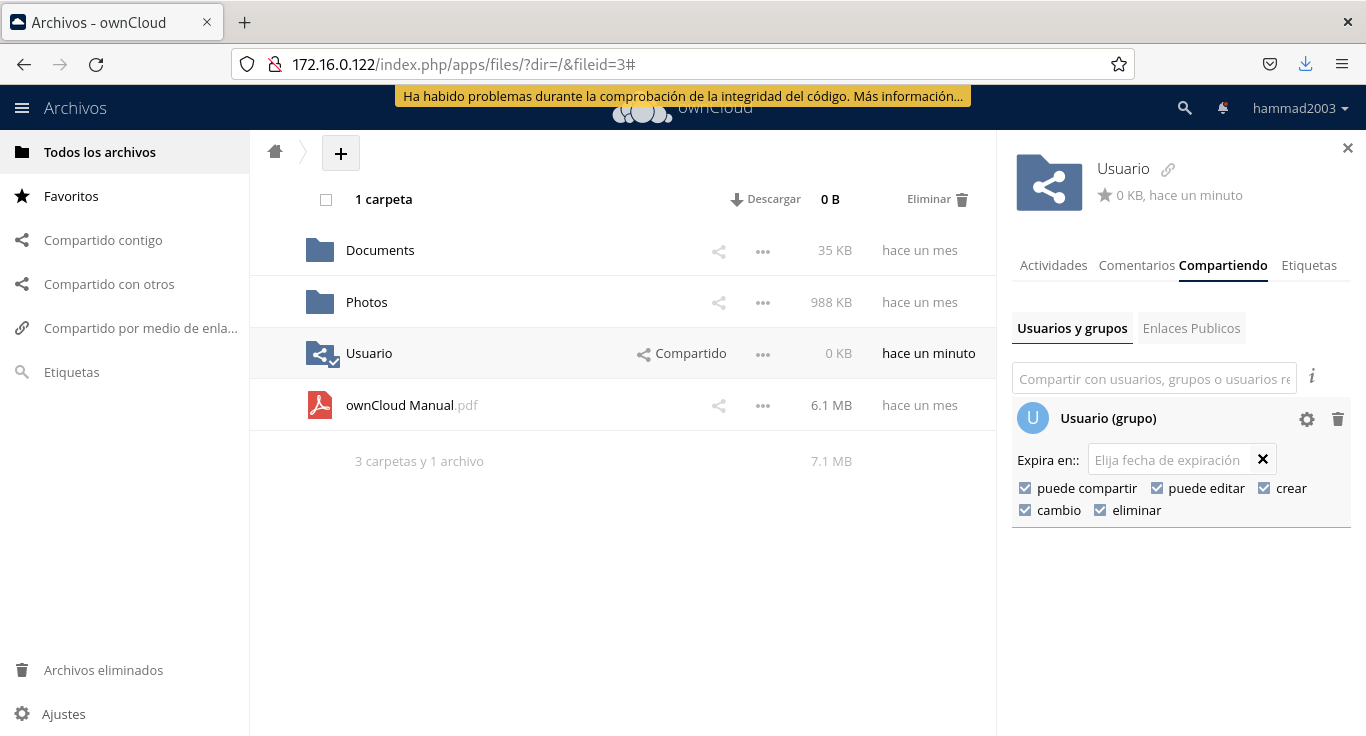 Archivos - ownCloud
172.16.0.122/index.php/apps/files/?dir=/&fileid=3#
Ha habido problemas durante la comprobación de la integridad del código. Más información...
Archivos
ownCloud
hammad2003
Todos los archivos
Favoritos
Compartido contigo
Compartido con otros
Compartido por medio de enla...
Etiquetas
Archivos eliminados
Ajustes
+
1 carpeta Descargar 0 B Eliminar
Documents 35 KB hace un mes
Photos 988 KB hace un mes
Usuario Compartido 0 KB hace un minuto
ownCloud Manual.pdf 6.1 MB hace un mes
3 carpetas y 1 archivo 7.1 MB
Usuario
0 KB, hace un minuto
Actividades Comentarios Compartiendo Etiquetas
Usuarios y grupos Enlaces Publicos
Compartir con usuarios, grupos o usuarios re
i
U Usuario (grupo)
Expira en:: Elija fecha de expiración
puede compartir puede editar crear
cambio eliminar